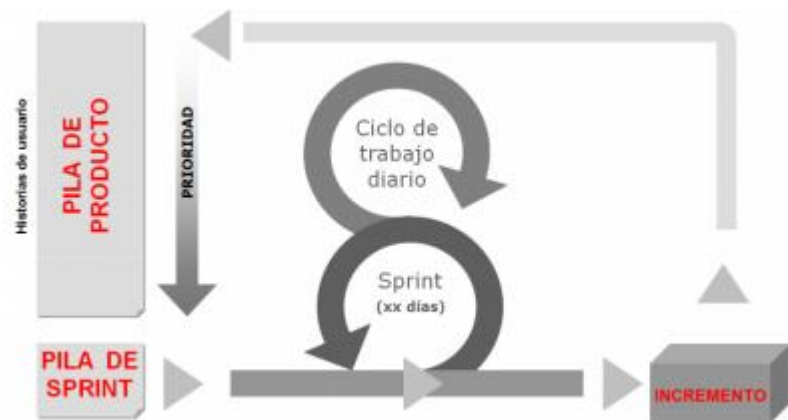 Historias de usuario
PILA DE
PRODUCTO
PRIORIDAD
Ciclo de
trabajo
diario
Sprint
(xx días)
PILA DE
SPRINT
INCREMENTO